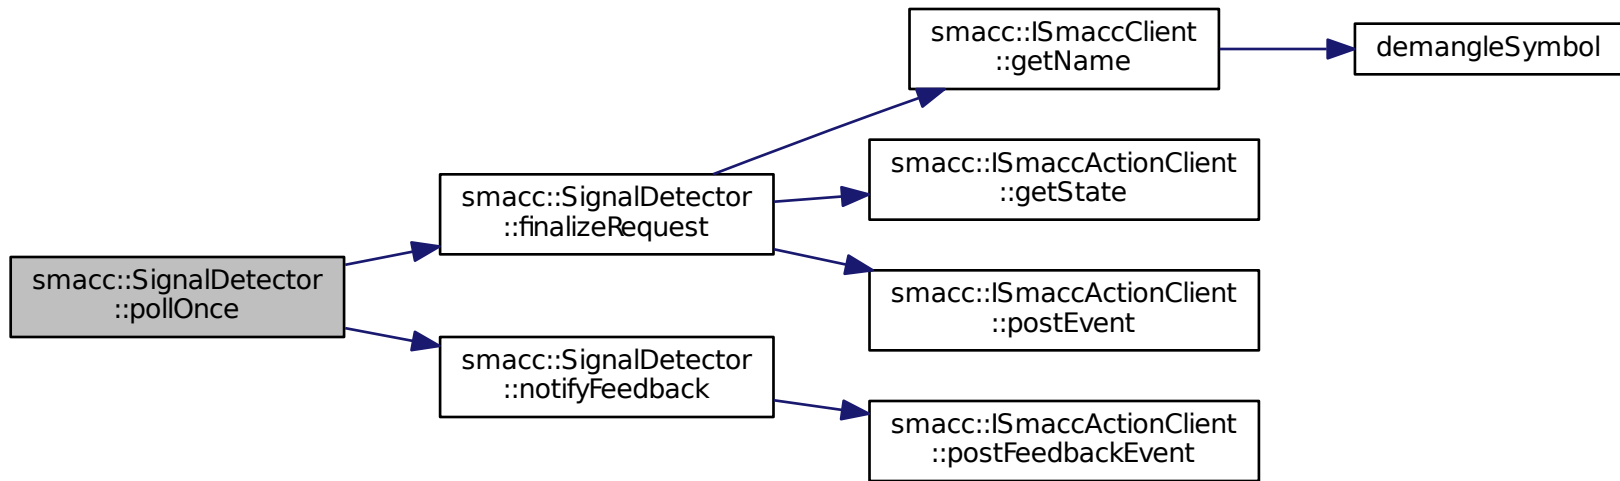 smacc::ISmaccClient
::getName
demangleSymbol
smacc::ISmaccActionClient
::getState
smacc::SignalDetector
::finalizeRequest
smacc::SignalDetector
::pollOnce
smacc::ISmaccActionClient
::postEvent
smacc::SignalDetector
::notifyFeedback
smacc::ISmaccActionClient
::postFeedbackEvent